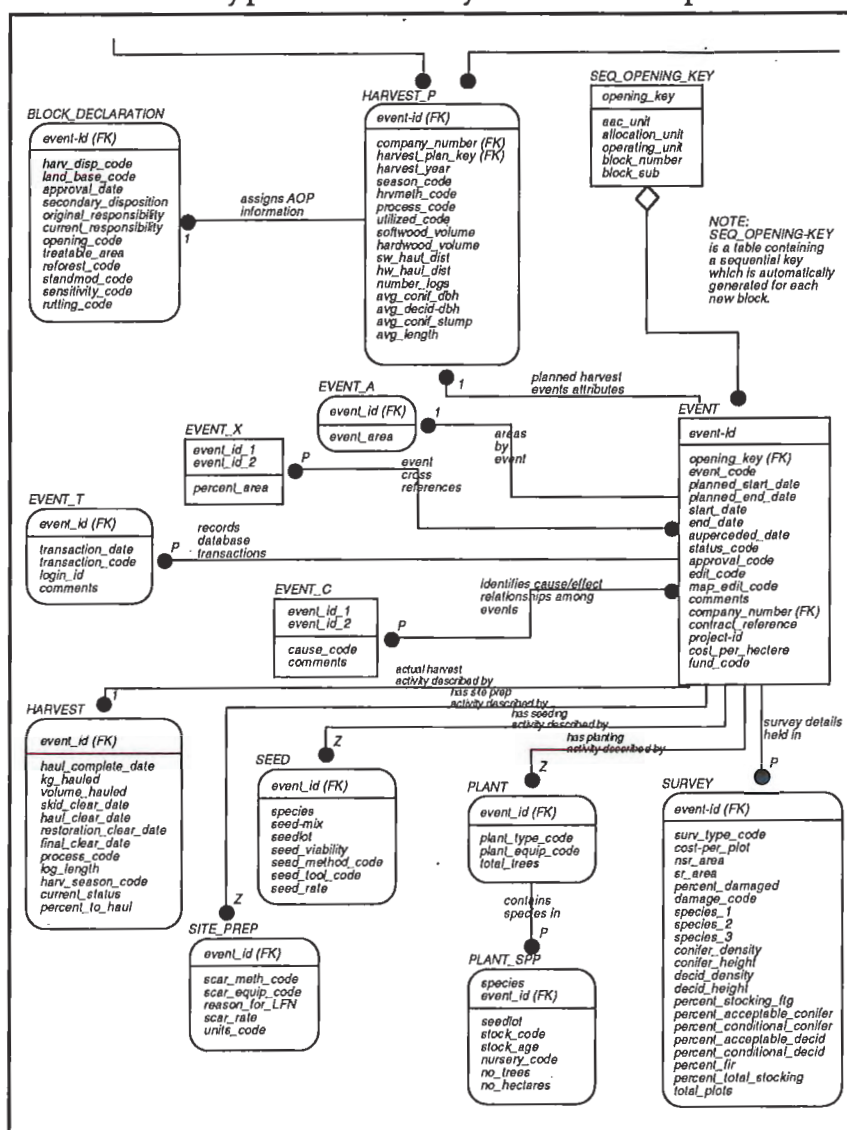 SEQ_OPENING_KEY
opening_key
aac_unit
allocation_unit
operating_unit
block_number
block_sub
NOTE:
SEQ_OPENING-KEY
is a table containing
a sequential key
which is automatically
generated for each
new block.
HARVEST_P
event-id (FK)
company_number (FK)
harvest_plan_key (FK)
harvest_year
season_code
hrvmeth_code
process_code
utilized_code
softwood_volume
hardwood_volume
sw_haut_dist
hw_haul_dist
number_logs
avg_conif_dbh
avg_decid-dbh
avg_conif_stump
avg_length
BLOCK_DECLARATION
event-id (FK)
harv_disp_code
land_base_code
approval_date
secondary_disposition
original_responsibility
current_responsibility
opening_code
treatable_area
reforest_code
standmod_code
sensitivity_code
rutting_code
assigns AOP
information
1
1
planned harvest
events attributes
EVENT_A
event_id (FK)
event_area
1
areas
by
event
EVENT_X
event_id_1
event_id_2
percent_area
P
event
cross
references
EVENT_T
event_id (FK)
transaction_date
transaction_code
login_id
comments
P
records
database
transactions
EVENT_C
event_id_1
event_id_2
cause_code
comments
P
identifies cause/effect
relationships among
events
EVENT
event-id
opening_key (FK)
event_code
planned_start_date
planned_end_date
start_date
end_date
auperceded_date
status_code
approval_code
edit_code
map_edit_code
comments
company_number (FK)
contract_reference
project-id
cost_per_hectere
fund_code
actual harvest
activity described by
1
has site prep
activity described by
Z
has seeding
activity described by
Z
has planting
activity described by
Z
survey details
held in
P
HARVEST
event_id (FK)
haul_complete_date
kg_hauled
volume_hauled
skid_clear_date
haul_clear_date
restoration_clear_date
final_clear_date
process_code
log_length
harv_season_code
current_status
percent_to_haul
SEED
event_id (FK)
species
seed-mix
seedlot
seed_viability
sead_method_code
seed_tool_code
seed_rate
PLANT
event_id (FK)
plant_type_code
plant_equip_code
total_trees
contains
species in
P
SURVEY
event-id (FK)
surv_type_code
cost-per_plot
nsr_area
sr_area
percent_damaged
damage_code
species_1
species_2
species_3
conifer_density
conifer_height
decid_density
decid_height
percent_stocking_ftg
percent_acceptable_conifer
percent_conditional_conifer
percent_acceptable_decid
percent_conditional_decid
percent_fir
percent_total_stocking
total_plots
SITE_PREP
event_id (FK)
scar_meth_code
scar_equip_code
reason_for_LFN
scar_rate
units_code
PLANT_SPP
species
event_id (FK)
seedlot
stock_code
stock_age
nursery_code
no_trees
no_hectares